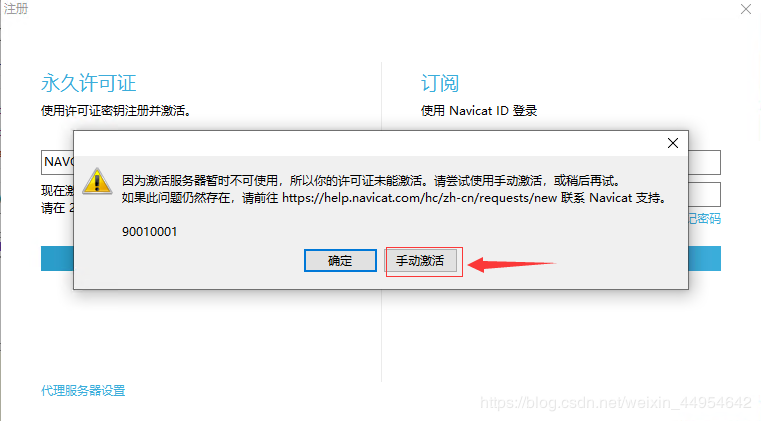 注册
永久许可证
使用许可证密钥注册并激活。
订阅
使用 Navicat ID 登录
因为激活服务器暂时不可使用，所以你的许可证未能激活。请尝试使用手动激活，或稍后再试。
如果此问题仍然存在，请前往 https://help.navicat.com/hc/zh-cn/requests/new 联系 Navicat 支持。
90010001
确定
手动激活
现在激
请在 2
记密码
代理服务器设置
https://blog.csdn.net/weixin_44954642